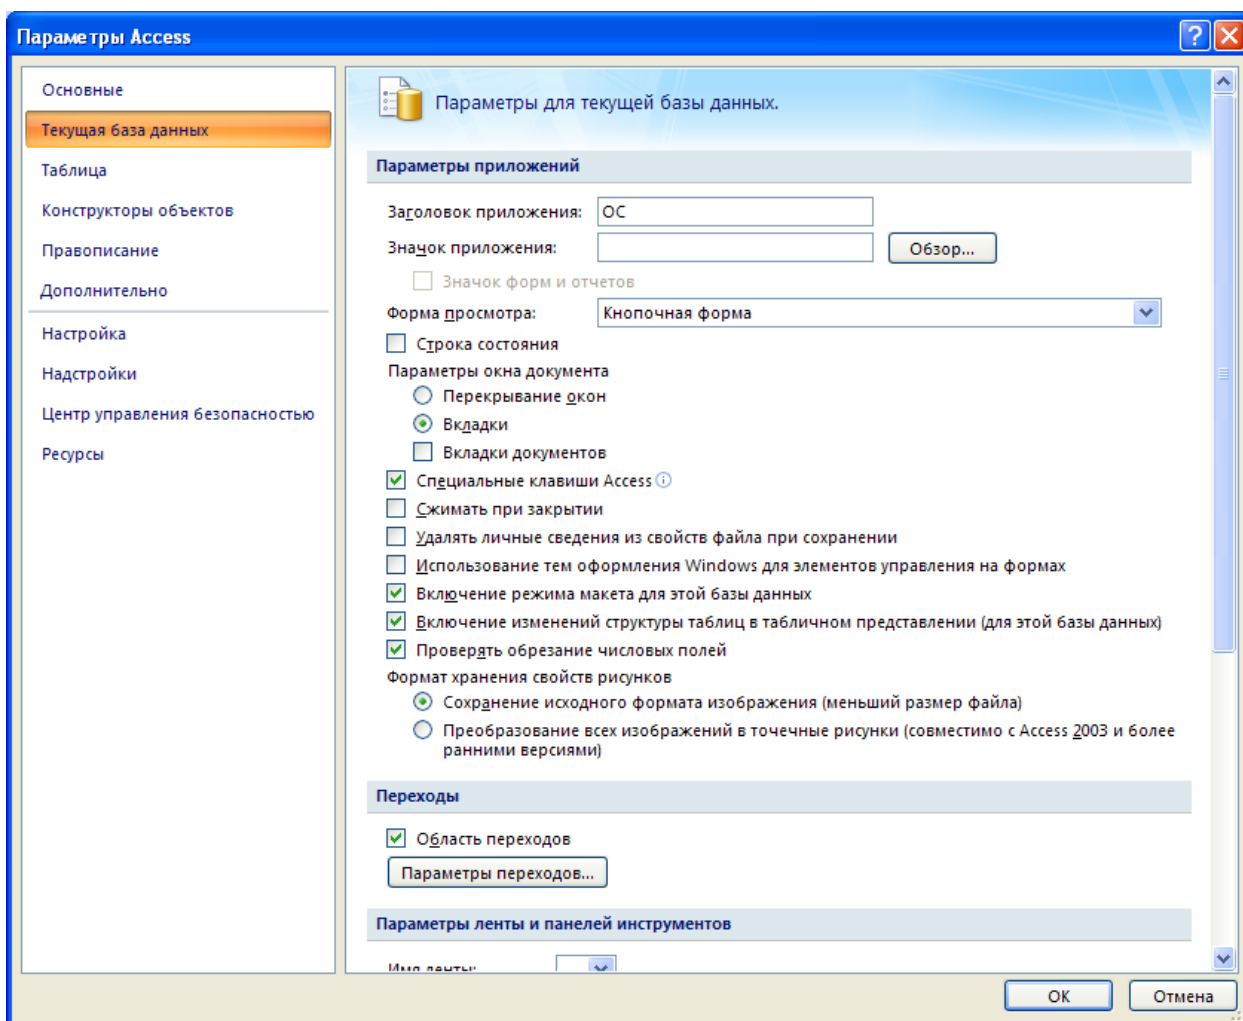 Параметры Access
Основные
Текущая база данных
Таблица
Конструкторы объектов
Правописание
Дополнительно
Настройка
Надстройки
Центр управления безопасностью
Ресурсы
Параметры для текущей базы данных.
Параметры приложений
Заголовок приложения: ОС
Значок приложения: Обзор...
Значок форм и отчетов
Форма просмотра: Кнопочная форма
Строка состояния
Параметры окна документа
Перекрывание окон
Вкладки
Вкладки документов
Специальные клавиши Access
Сжимать при закрытии
Удалять личные сведения из свойств файла при сохранении
Использование тем оформления Windows для элементов управления на формах
Включение режима макета для этой базы данных
Включение изменений структуры таблиц в табличном представлении (для этой базы данных)
Проверять обрезание числовых полей
Формат хранения свойств рисунков
Сохранение исходного формата изображения (меньший размер файла)
Преобразование всех изображений в точечные рисунки (совместимо с Access 2003 и более
ранними версиями)
Переходы
Область переходов
Параметры переходов...
Параметры ленты и панелей инструментов
Имя ленты:
ОК
Отмена